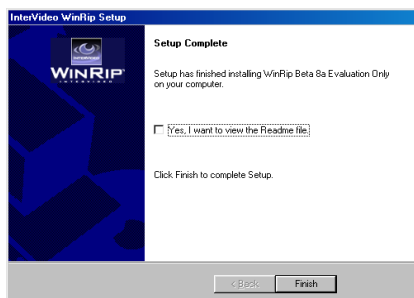 InterVideo WinRip Setup
WINRIP
INTERVIDEO
Setup Complete
Setup has finished installing WinRip Beta 8a Evaluation Only
on your computer.
Yes, I want to view the Readme file.
Click Finish to complete Setup.
< Back
Finish